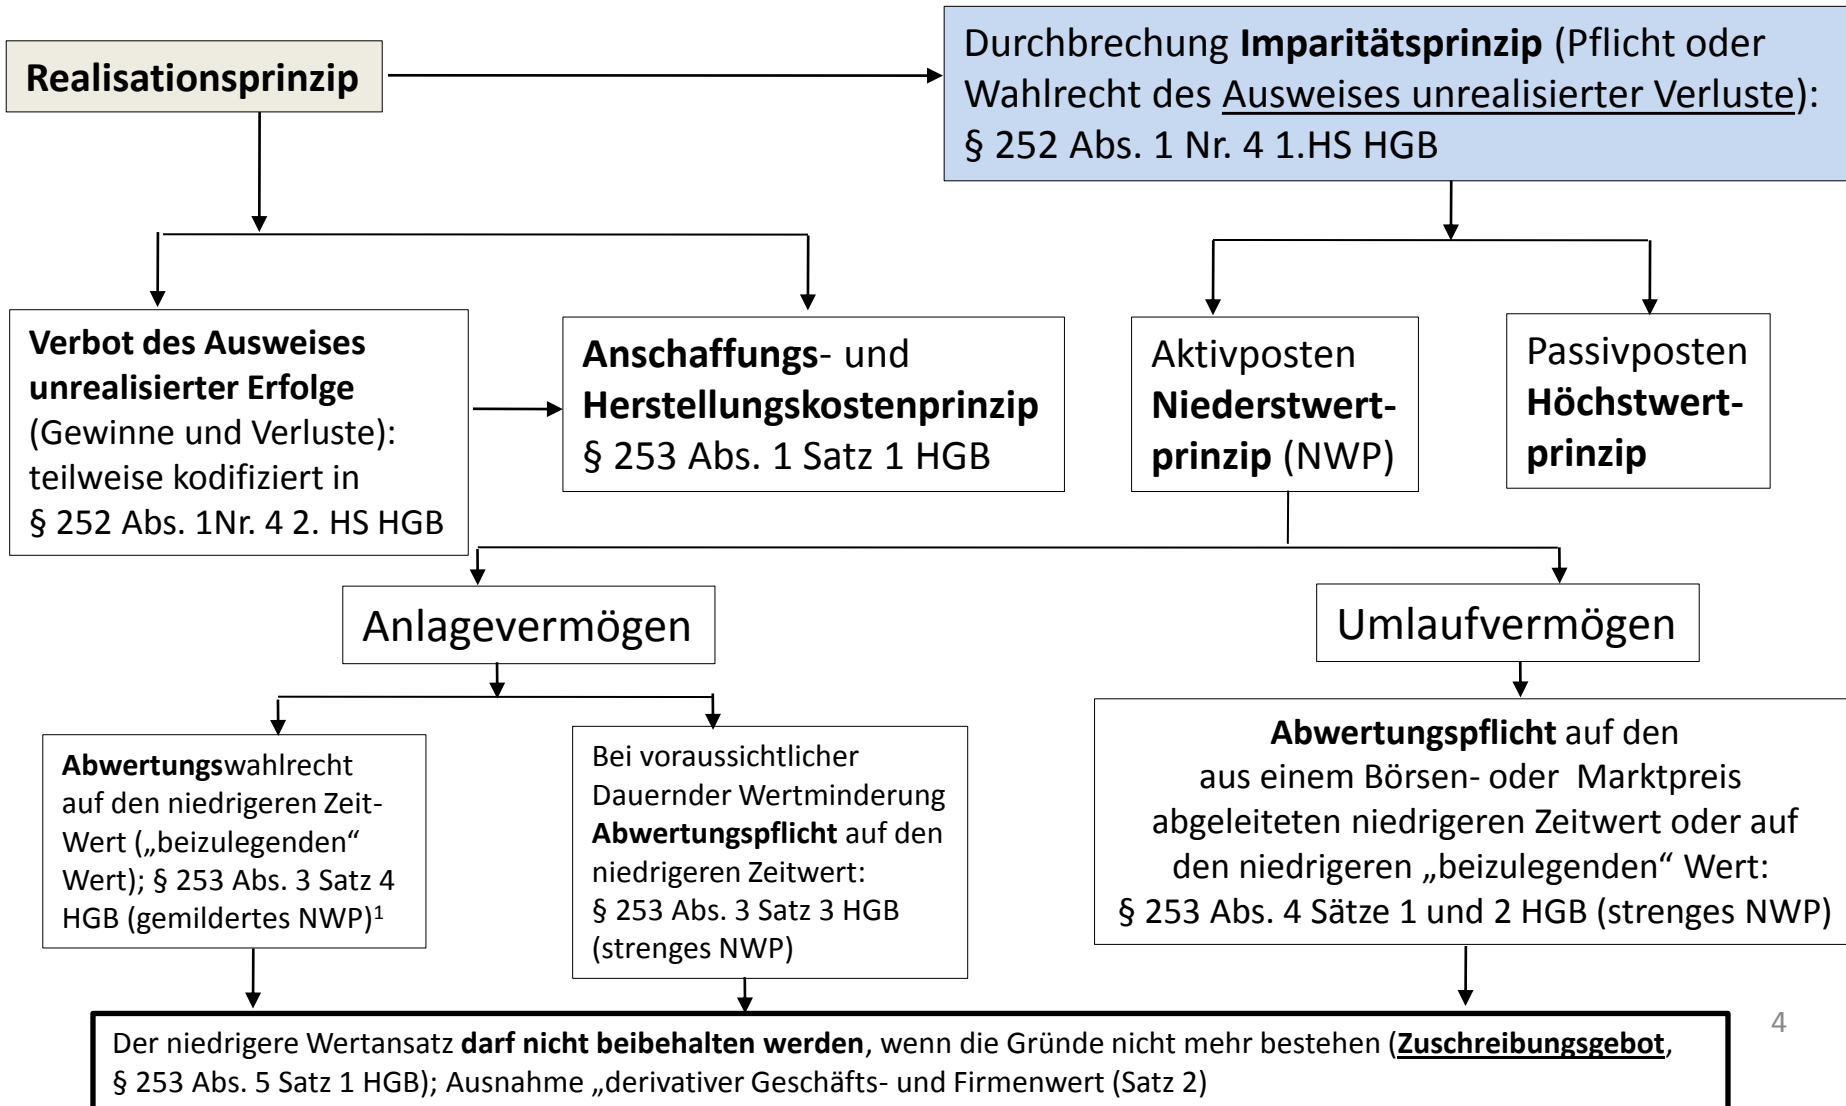 Realisationsprinzip
Durchbrechung Imparitätsprinzip (Pflicht oder
Wahlrecht des Ausweises unrealisierter Verluste):
§ 252 Abs. 1 Nr. 4 1.HS HGB
Verbot des Ausweises
unrealisierter Erfolge
(Gewinne und Verluste):
teilweise kodifiziert in
§ 252 Abs. 1Nr. 4 2. HS HGB
Anschaffungs- und
Herstellungskostenprinzip
§ 253 Abs. 1 Satz 1 HGB
Aktivposten
Niederstwert-
prinzip (NWP)
Passivposten
Höchstwert-
prinzip
Anlagevermögen
Umlaufvermögen
Abwertungswahlrecht
auf den niedrigeren Zeit-
Wert („beizulegenden“
Wert); § 253 Abs. 3 Satz 4
HGB (gemildertes NWP)¹
Bei voraussichtlicher
Dauernder Wertminderung
Abwertungspflicht auf den
niedrigeren Zeitwert:
§ 253 Abs. 3 Satz 3 HGB
(strenges NWP)
Abwertungspflicht auf den
aus einem Börsen- oder Marktpreis
abgeleiteten niedrigeren Zeitwert oder auf
den niedrigeren „beizulegenden“ Wert:
§ 253 Abs. 4 Sätze 1 und 2 HGB (strenges NWP)
Der niedrigere Wertansatz darf nicht beibehalten werden, wenn die Gründe nicht mehr bestehen (Zuschreibungsgebot,
§ 253 Abs. 5 Satz 1 HGB); Ausnahme „derivativer Geschäfts- und Firmenwert (Satz 2)
4